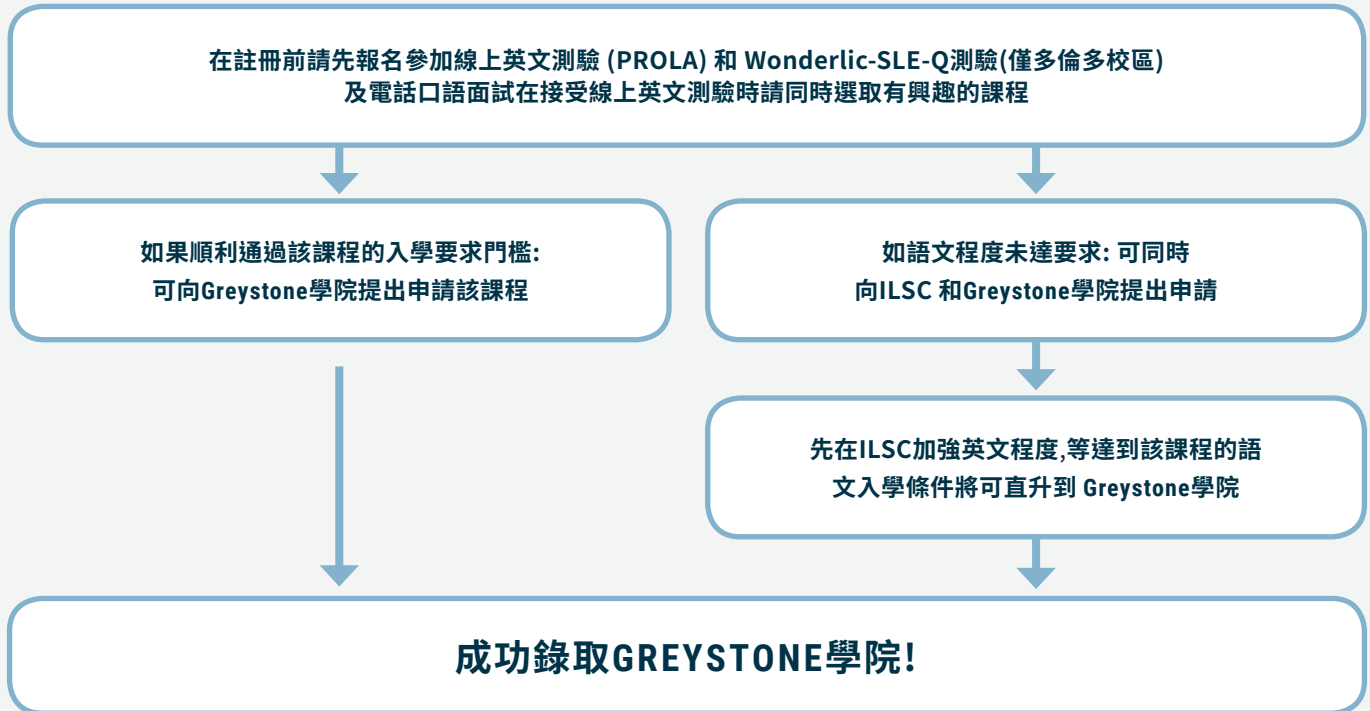 在註冊前請先報名參加線上英文測驗 (PROLA) 和 Wonderlic-SLE-Q測驗(僅多倫多校區)
及電話口語面試在接受線上英文測驗時請同時選取有興趣的課程
如果順利通過該課程的入學要求門檻:
可向Greystone學院提出申請該課程
如語文程度未達要求: 可同時
向ILSC 和Greystone學院提出申請
先在ILSC加強英文程度,等達到該課程的語
文入學條件將可直升到 Greystone學院
成功錄取GREYSTONE學院!